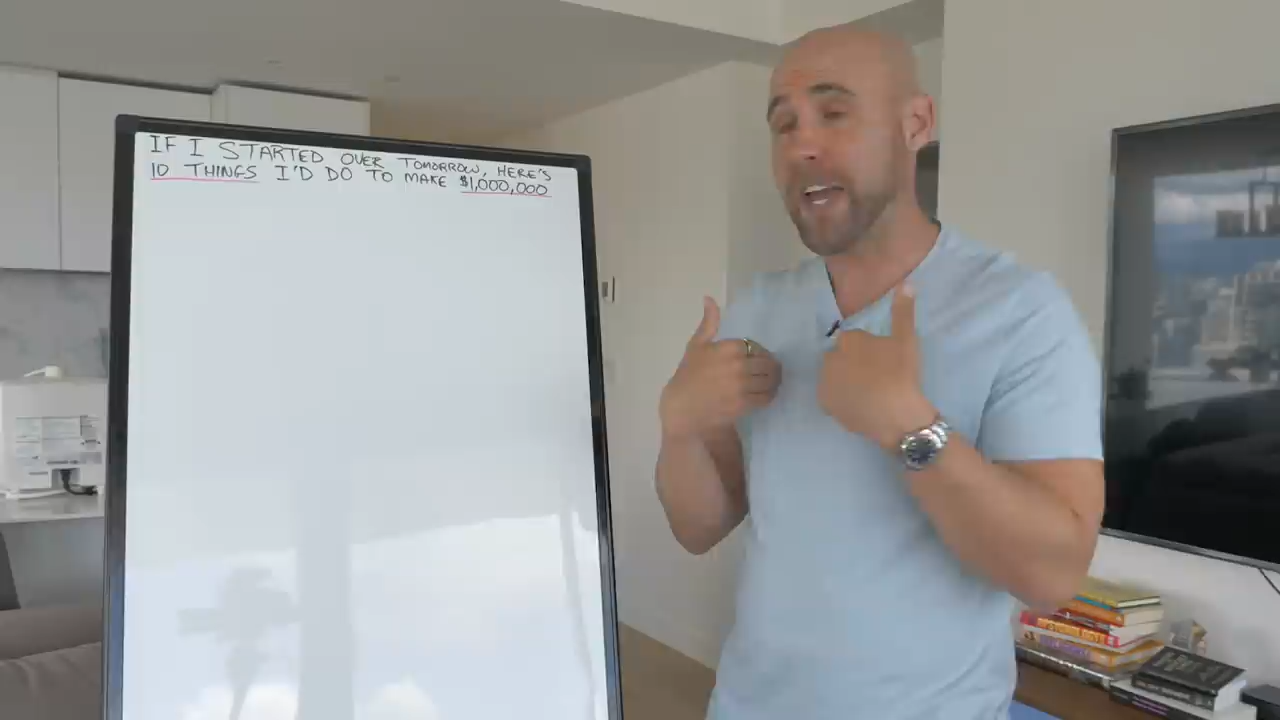 IF I STARTED OVER TOMORROW, HERE'S
10 THINGS I'D DO TO MAKE $1,000,000